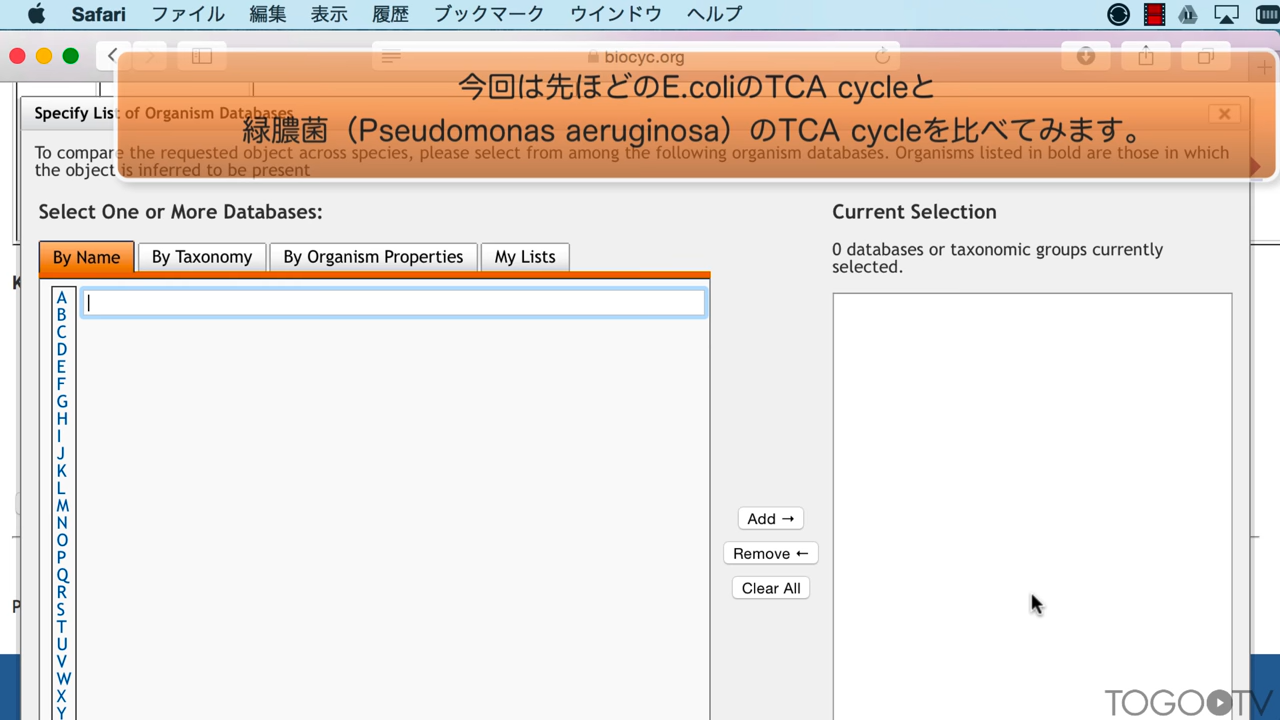 Safari ファイル 編集 表示 履歴 ブックマーク ウインドウ ヘルプ
biocyc.org
今回は先ほどのE.coliのTCA cycleと
緑膿菌（Pseudomonas aeruginosa）のTCA cycleを比べてみます。
Specify List of Organism Databases
To compare the requested object across species, please select from among the following organism databases. Organisms listed in bold are those in which
the object is inferred to be present
Select One or More Databases:
By Name By Taxonomy By Organism Properties My Lists
A
B
C
D
E
F
G
H
I
J
K
L
M
N
O
P
Q
R
S
T
U
V
W
X
Y
Add →
Remove ←
Clear All
Current Selection
0 databases or taxonomic groups currently
selected.
K
P
TOGO TV